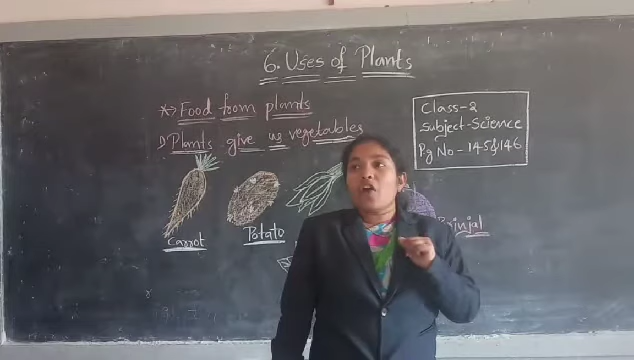 6. Uses of Plants
Class-2
Subject-Science
Pg No - 145 & 146
*) Food from plants
1) Plants give us vegetables
Carrot
Potato
Brinjal